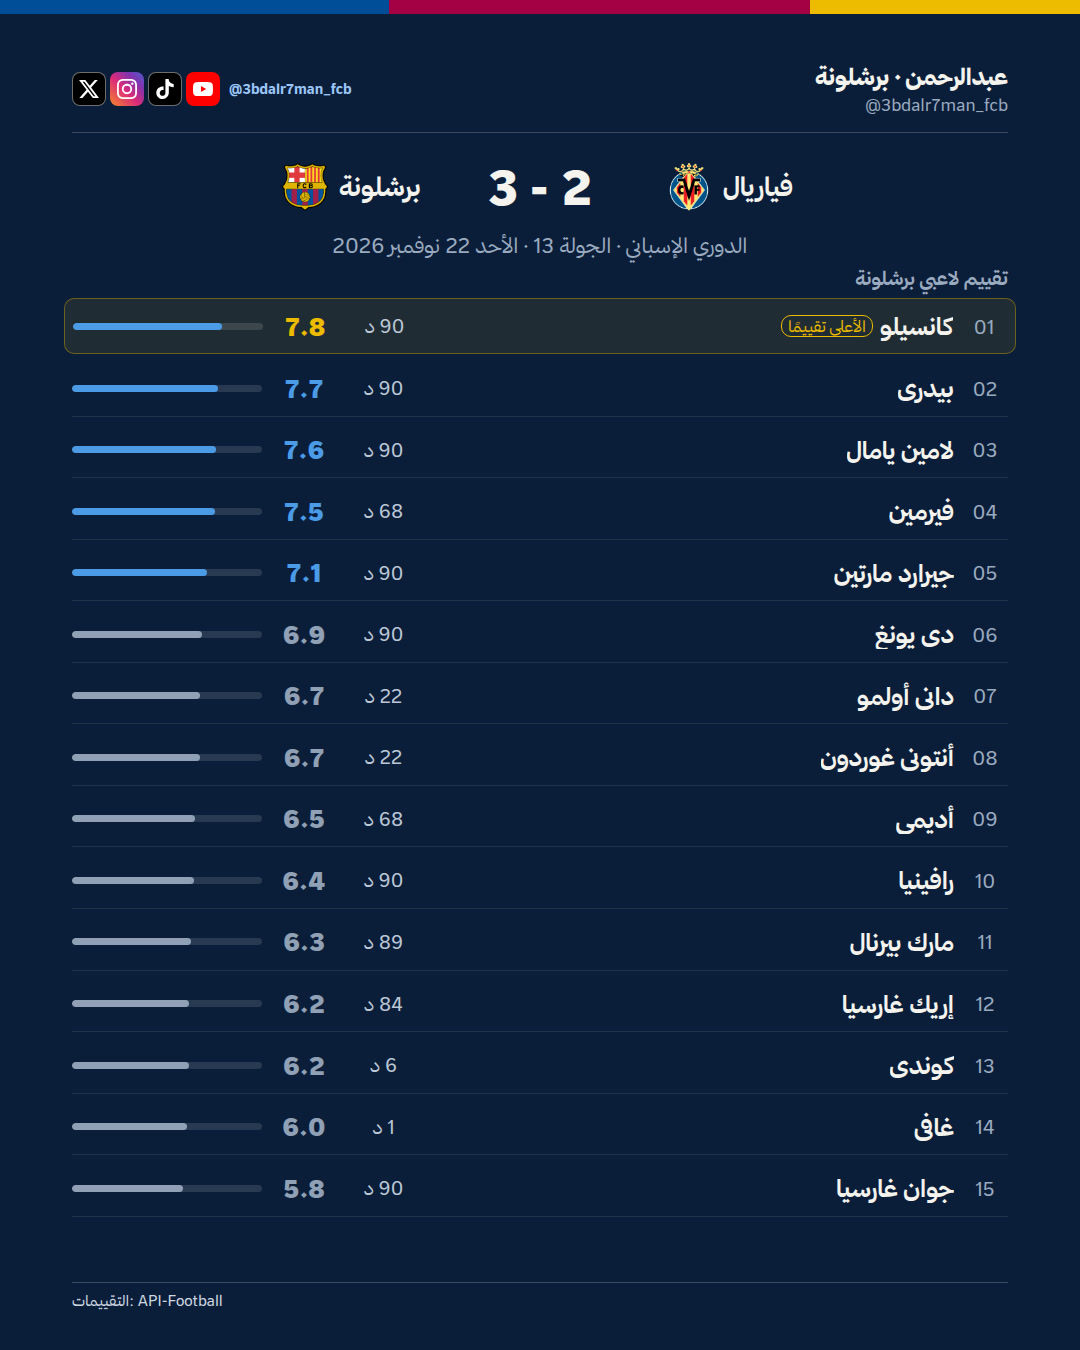 عبدالرحمن · برشلونة
@3bdalr7man_fcb
@3bdalr7man_fcb
فياريال 2 - 3 برشلونة
الدوري الإسباني · الجولة 13 · الأحد 22 نوفمبر 2026
تقييم لاعبي برشلونة
01 كانسيلو الأعلى تقييمًا 90 د 7.8
02 بيدري 90 د 7.7
03 لامين يامال 90 د 7.6
04 فيرمين 68 د 7.5
05 جيرارد مارتين 90 د 7.1
06 دي يونغ 90 د 6.9
07 داني أولمو 22 د 6.7
08 أنتوني غوردون 22 د 6.7
09 أديمي 68 د 6.5
10 رافينيا 90 د 6.4
11 مارك بيرنال 89 د 6.3
12 إريك غارسيا 84 د 6.2
13 كوندي 6 د 6.2
14 غافي 1 د 6.0
15 جوان غارسيا 90 د 5.8
التقييمات: API-Football